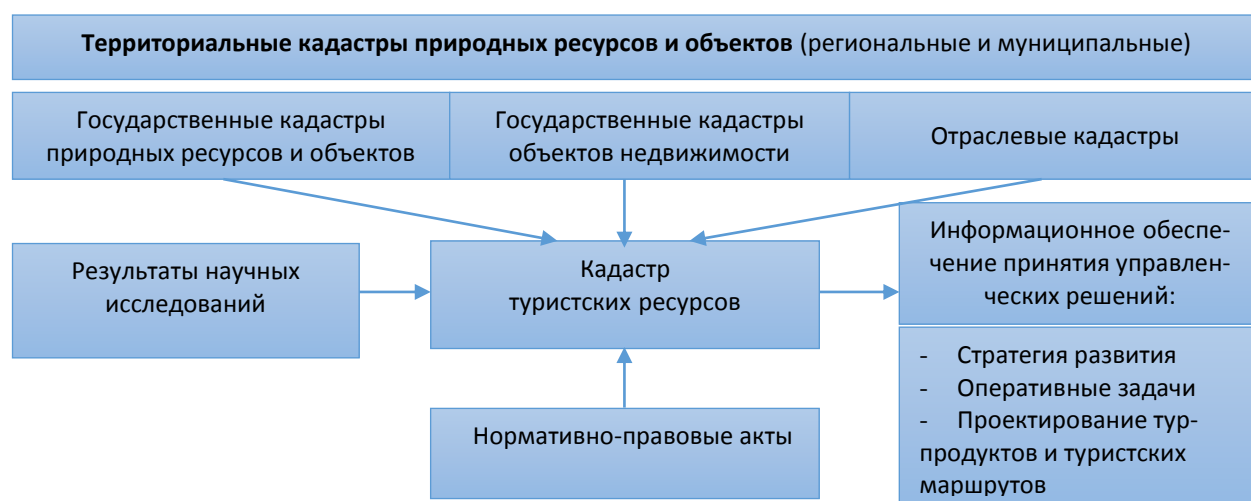 Территориальные кадастры природных ресурсов и объектов (региональные и муниципальные)
Государственные кадастры
природных ресурсов и объектов
Государственные кадастры
объектов недвижимости
Отраслевые кадастры
Результаты научных
исследований
Кадастр
туристских ресурсов
Информационное обеспе-
чение принятия управлен-
ческих решений:
- Стратегия развития
- Оперативные задачи
- Проектирование тур-
продуктов и туристских
маршрутов
Нормативно-правовые акты